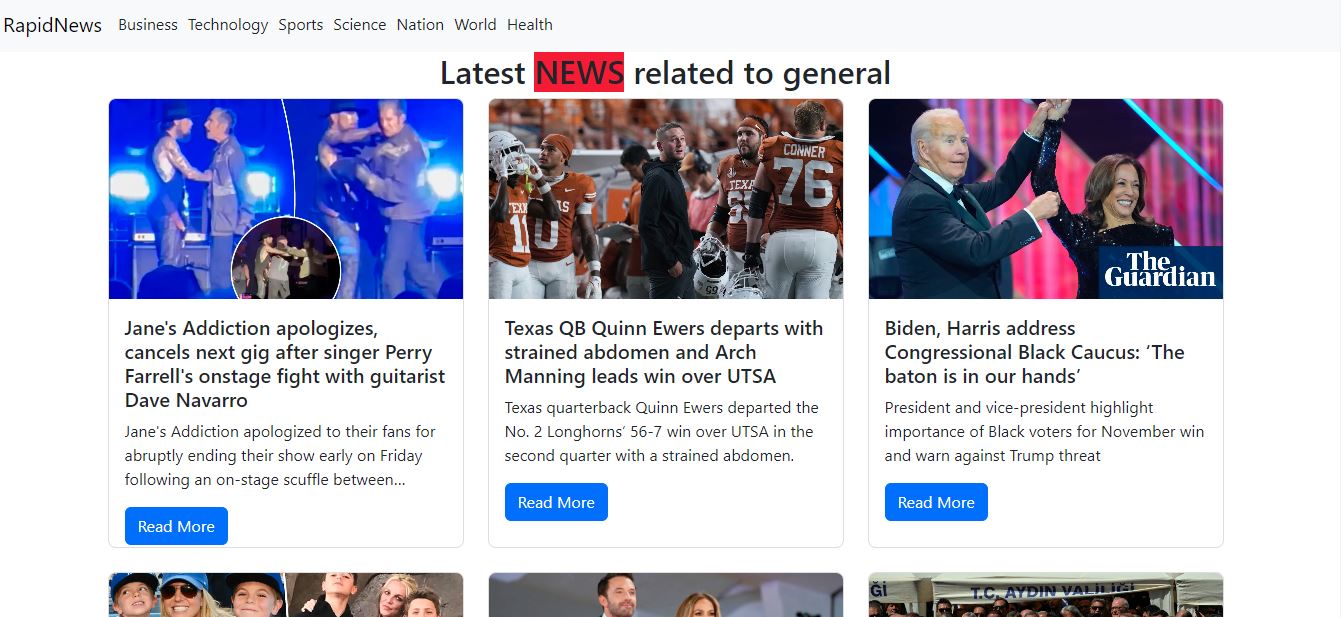 RapidNews Business Technology Sports Science Nation World Health
Latest NEWS related to general
CONNER
76
TEXAS
The
Guardian
Jane's Addiction apologizes,
cancels next gig after singer Perry
Farrell's onstage fight with guitarist
Dave Navarro
Jane's Addiction apologized to their fans for
abruptly ending their show early on Friday
following an on-stage scuffle between...
Read More
Texas QB Quinn Ewers departs with
strained abdomen and Arch
Manning leads win over UTSA
Texas quarterback Quinn Ewers departed the
No. 2 Longhorns’ 56-7 win over UTSA in the
second quarter with a strained abdomen.
Read More
Biden, Harris address
Congressional Black Caucus: ‘The
baton is in our hands’
President and vice-president highlight
importance of Black voters for November win
and warn against Trump threat
Read More
T.C. AYDIN VALİLİĞİ